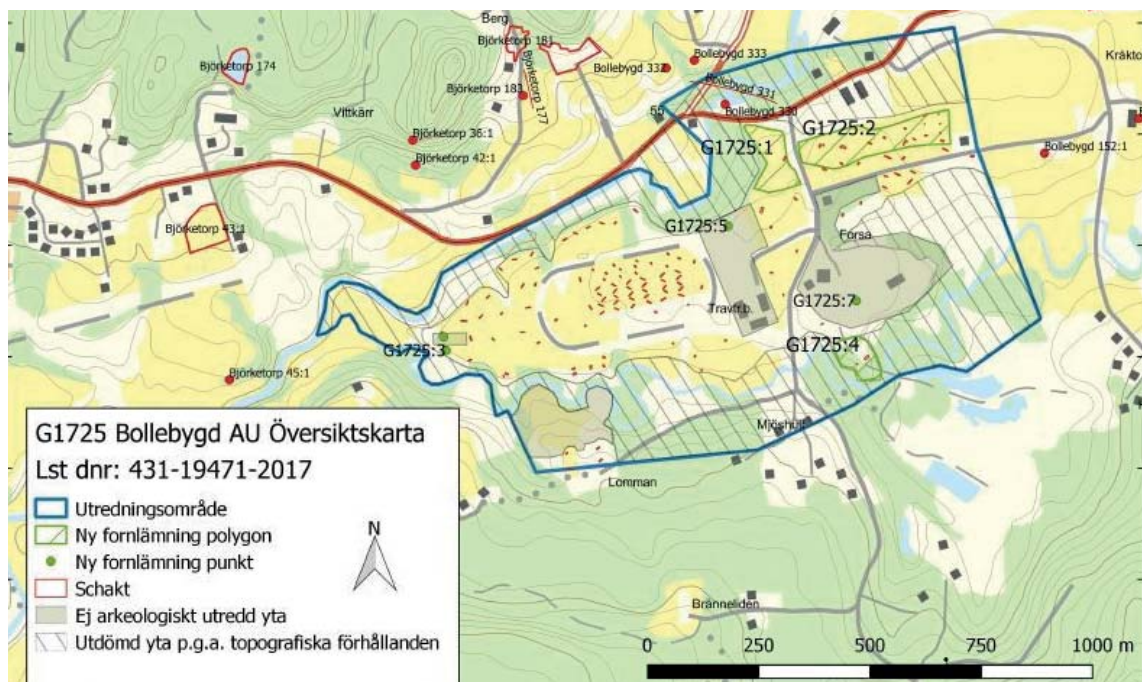 Berg
Björketorp 181
Björketorp 174
Bollebygd 333
Bollebygd 332
Björketorp 183
Björketorp 177
Bollebygd 331
Bollebygd 330
55
Kråkto
Vittkärr
Björketorp 36:1
Björketorp 42:1
G1725:1
G1725:2
Bollebygd 152:1
Björketorp 43:1
G1725:5
Forsa
Travtr.b.
G1725:7
G1725:3
G1725:4
Björketorp 45:1
Mjöshult
Lomman
Bränneliden
G1725 Bollebygd AU Översiktskarta
Lst dnr: 431-19471-2017
Utredningsområde
Ny fornlämning polygon
Ny fornlämning punkt
Schakt
Ej arkeologiskt utredd yta
Utdömd yta p.g.a. topografiska förhållanden
N
0 250 500 750 1000 m